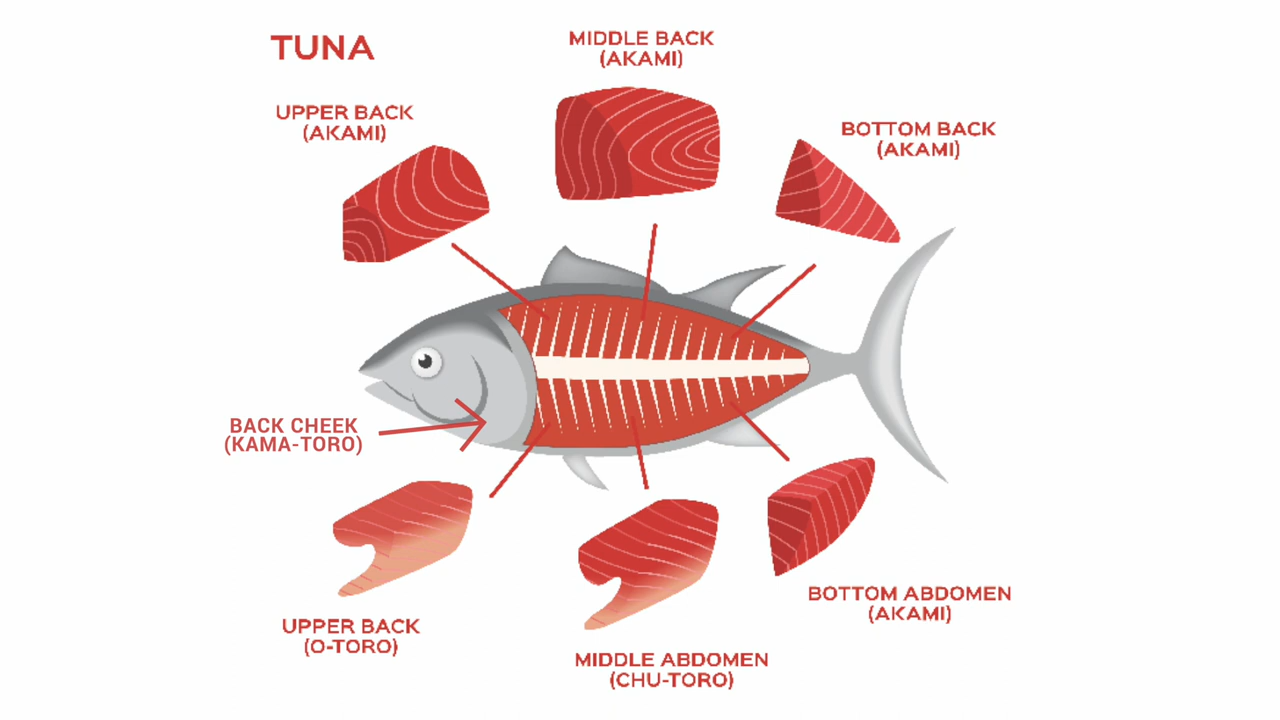 TUNA
MIDDLE BACK
(AKAMI)
UPPER BACK
(AKAMI)
BOTTOM BACK
(AKAMI)
BACK CHEEK
(KAMA-TORO)
UPPER BACK
(O-TORO)
MIDDLE ABDOMEN
(CHU-TORO)
BOTTOM ABDOMEN
(AKAMI)